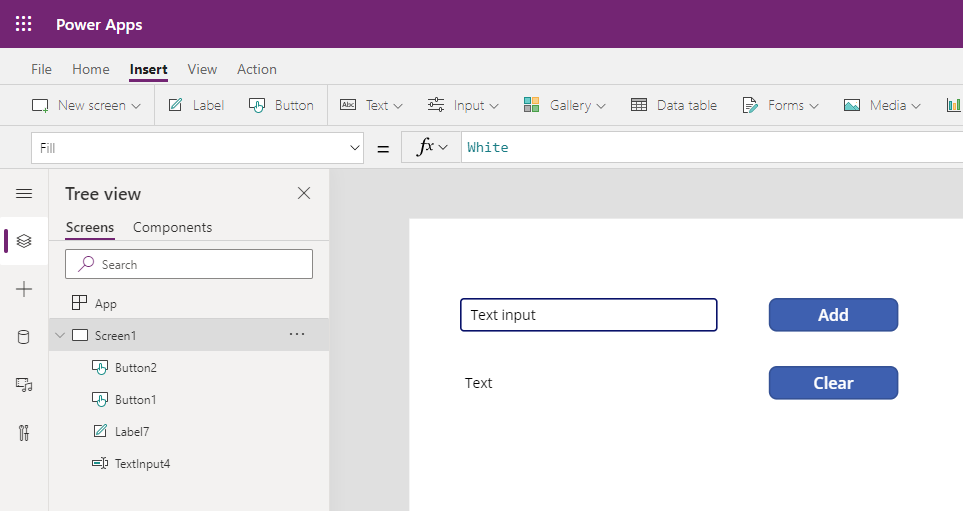 Power Apps
File Home Insert View Action
New screen Label Button Abc Text Input Gallery Data table Forms Media
Fill = fx White
Tree view
Screens Components
Search
App
Screen1 ...
Button2
Button1
Label7
TextInput4
Text input Add
Text Clear